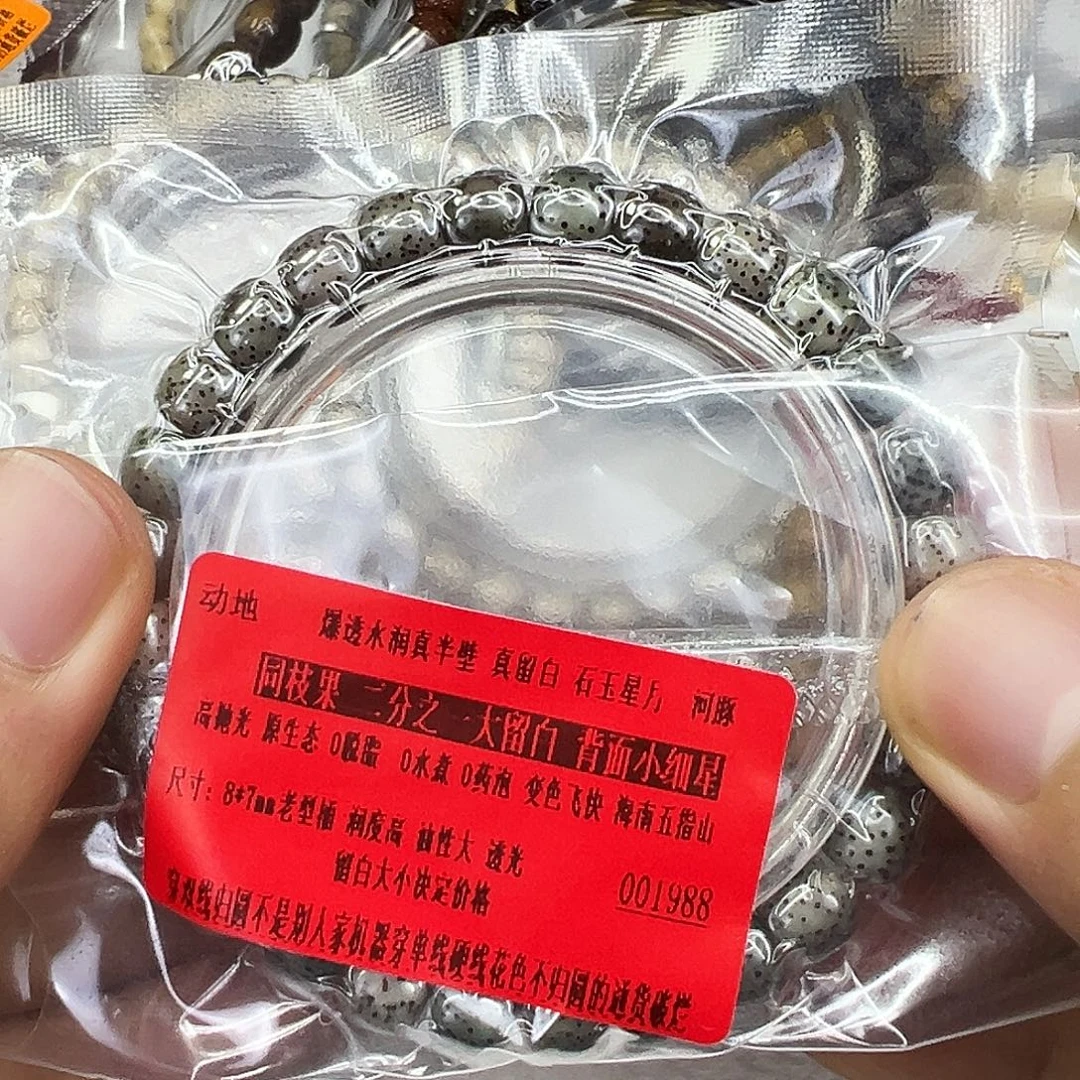 动地 爆透水润真半壁 真留白 石玉星月 河豚
同枝果 二分之一大留白 背面小细星
高抛光 原生态 0脱脂 0水煮 0药泡 变色飞快 海南五指山
尺寸：8*7mm老型桶 润度高 油性大 透光
留白大小决定价格
001988
穿双线归圆不是别人家机器穿单线硬线花色不归圆的通货破烂